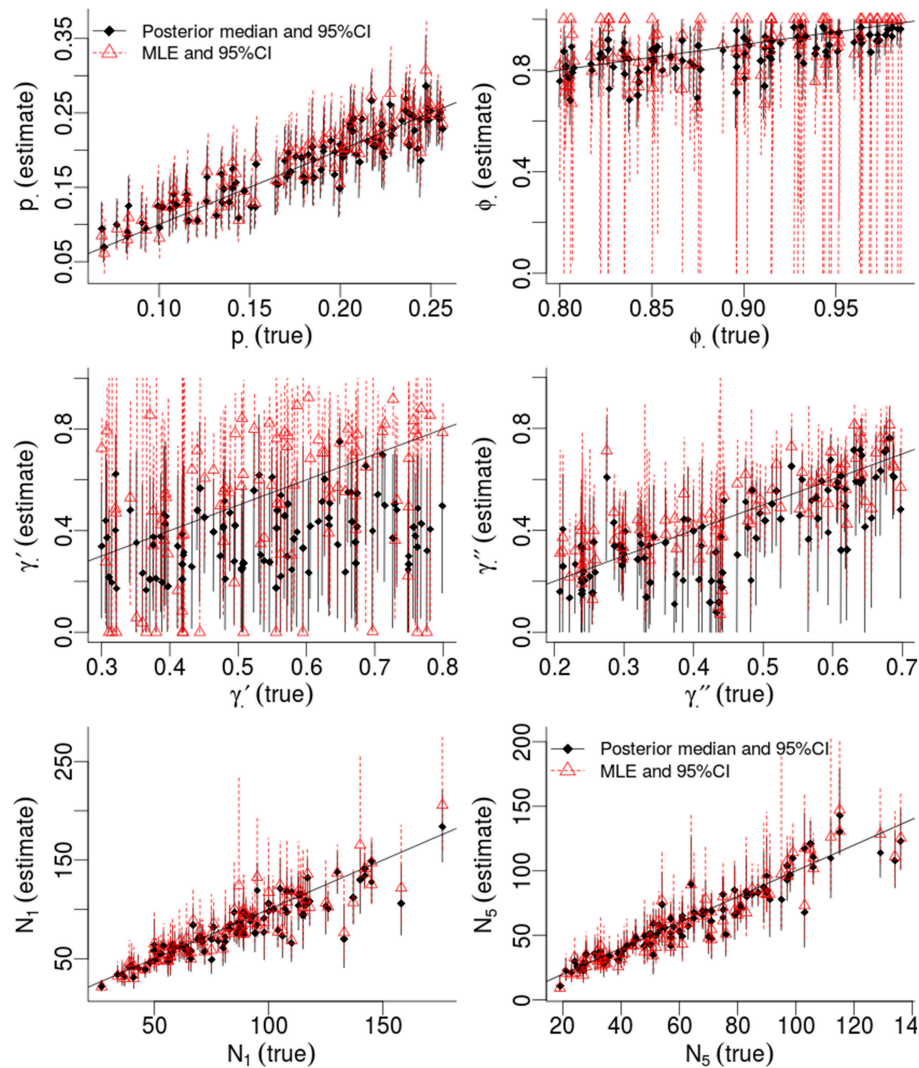 Posterior median and 95%CI
MLE and 95%CI
p. (estimate)
0.05 0.15 0.25 0.35
0.10 0.15 0.20 0.25
p. (true)
ϕ. (estimate)
0.0 0.4 0.8
0.80 0.85 0.90 0.95
ϕ. (true)
γ.′ (estimate)
0.0 0.4 0.8
0.3 0.4 0.5 0.6 0.7 0.8
γ.′ (true)
γ.′′ (estimate)
0.0 0.4 0.8
0.2 0.3 0.4 0.5 0.6 0.7
γ.′′ (true)
N₁ (estimate)
50 150 250
50 100 150
N₁ (true)
Posterior median and 95%CI
MLE and 95%CI
N₅ (estimate)
0 50 100 150 200
20 40 60 80 100 120
N₅ (true)